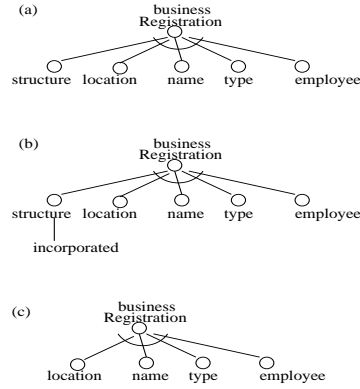 (a)
business
Registration
structure location name type employee
(b)
business
Registration
structure location name type employee
incorporated
(c)
business
Registration
location name type employee